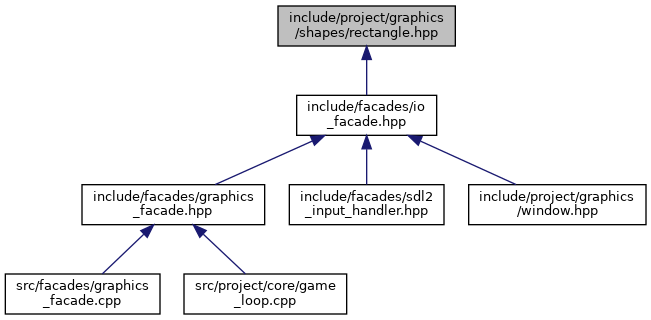 include/project/graphics
/shapes/rectangle.hpp
include/facades/io
_facade.hpp
include/facades/graphics
_facade.hpp
include/facades/sdl2
_input_handler.hpp
include/project/graphics
/window.hpp
src/facades/graphics
_facade.cpp
src/project/core/game
_loop.cpp